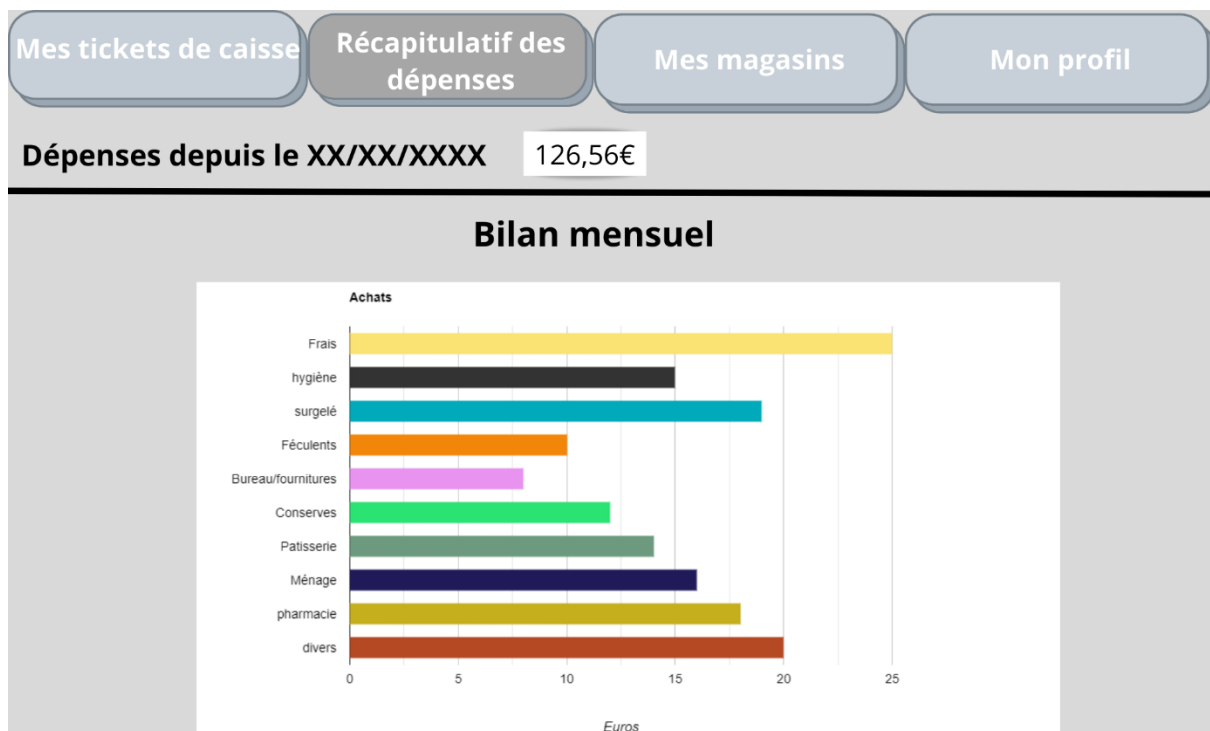 Mes tickets de caisse
Récapitulatif des
dépenses
Mes magasins
Mon profil
Dépenses depuis le XX/XX/XXXX
126,56€
Bilan mensuel
Achats
Frais
hygiène
surgelé
Féculents
Bureau/fournitures
Conserves
Patisserie
Ménage
pharmacie
divers
0 5 10 15 20 25
Euros